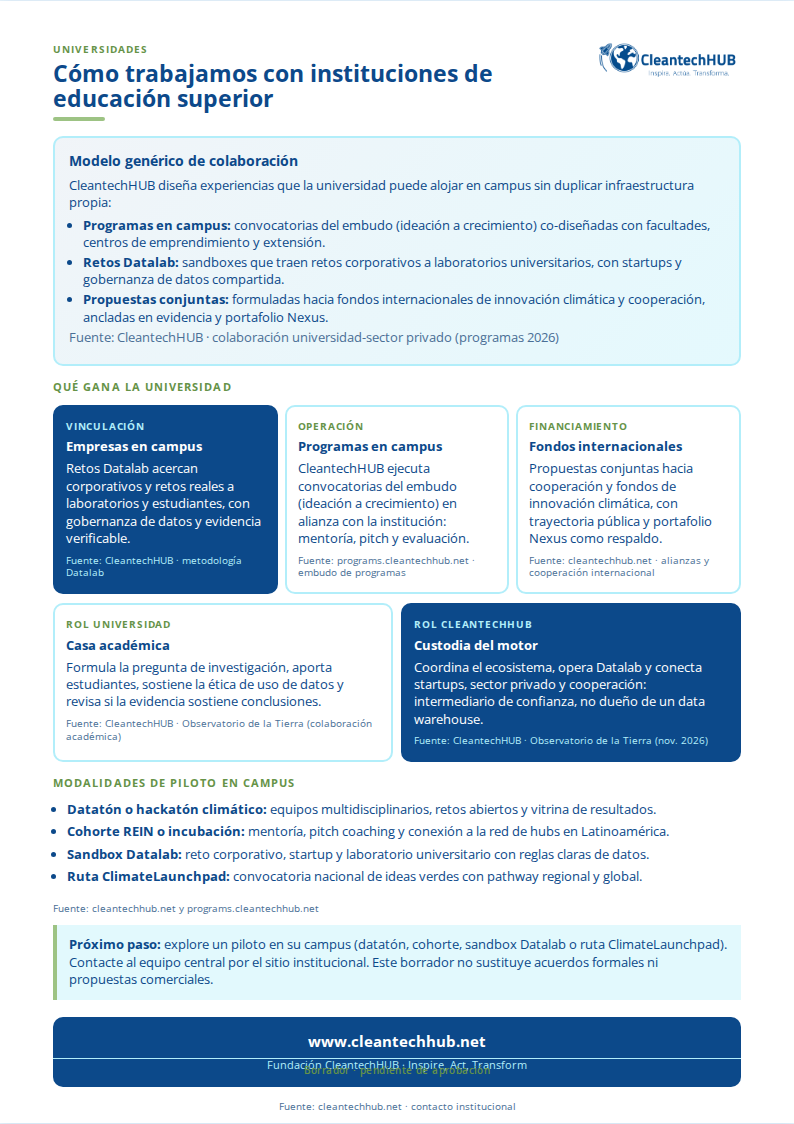 UNIVERSIDADES
Cómo trabajamos con instituciones de
educación superior
CleantechHUB
Inspire. Actúa. Transforma.
Modelo genérico de colaboración
CleantechHUB diseña experiencias que la universidad puede alojar en campus sin duplicar infraestructura
propia:
• Programas en campus: convocatorias del embudo (ideación a crecimiento) co-diseñadas con facultades,
centros de emprendimiento y extensión.
• Retos Datalab: sandboxes que traen retos corporativos a laboratorios universitarios, con startups y
gobernanza de datos compartida.
• Propuestas conjuntas: formuladas hacia fondos internacionales de innovación climática y cooperación,
ancladas en evidencia y portafolio Nexus.
Fuente: CleantechHUB · colaboración universidad-sector privado (programas 2026)
QUÉ GANA LA UNIVERSIDAD
VINCULACIÓN
Empresas en campus
Retos Datalab acercan
corporativos y retos reales a
laboratorios y estudiantes, con
gobernanza de datos y evidencia
verificable.
Fuente: CleantechHUB · metodología
Datalab
OPERACIÓN
Programas en campus
CleantechHUB ejecuta
convocatorias del embudo
(ideación a crecimiento) en
alianza con la institución:
mentoría, pitch y evaluación.
Fuente: programs.cleantechhub.net ·
embudo de programas
FINANCIAMIENTO
Fondos internacionales
Propuestas conjuntas hacia
cooperación y fondos de
innovación climática, con
trayectoria pública y portafolio
Nexus como respaldo.
Fuente: cleantechhub.net · alianzas y
cooperación internacional
ROL UNIVERSIDAD
Casa académica
Formula la pregunta de investigación, aporta
estudiantes, sostiene la ética de uso de datos y
revisa si la evidencia sostiene conclusiones.
Fuente: CleantechHUB · Observatorio de la Tierra (colaboración
académica)
ROL CLEANTECHHUB
Custodia del motor
Coordina el ecosistema, opera Datalab y conecta
startups, sector privado y cooperación:
intermediario de confianza, no dueño de un data
warehouse.
Fuente: CleantechHUB · Observatorio de la Tierra (nov. 2026)
MODALIDADES DE PILOTO EN CAMPUS
• Datatón o hackatón climático: equipos multidisciplinarios, retos abiertos y vitrina de resultados.
• Cohorte REIN o incubación: mentoría, pitch coaching y conexión a la red de hubs en Latinoamérica.
• Sandbox Datalab: reto corporativo, startup y laboratorio universitario con reglas claras de datos.
• Ruta ClimateLaunchpad: convocatoria nacional de ideas verdes con pathway regional y global.
Fuente: cleantechhub.net y programs.cleantechhub.net
Próximo paso: explore un piloto en su campus (datatón, cohorte, sandbox Datalab o ruta ClimateLaunchpad).
Contacte al equipo central por el sitio institucional. Este borrador no sustituye acuerdos formales ni
propuestas comerciales.
www.cleantechhub.net
Fundación CleantechHUB · Inspire, Act, Transform
Borrador · pendiente de aprobación
Fuente: cleantechhub.net · contacto institucional